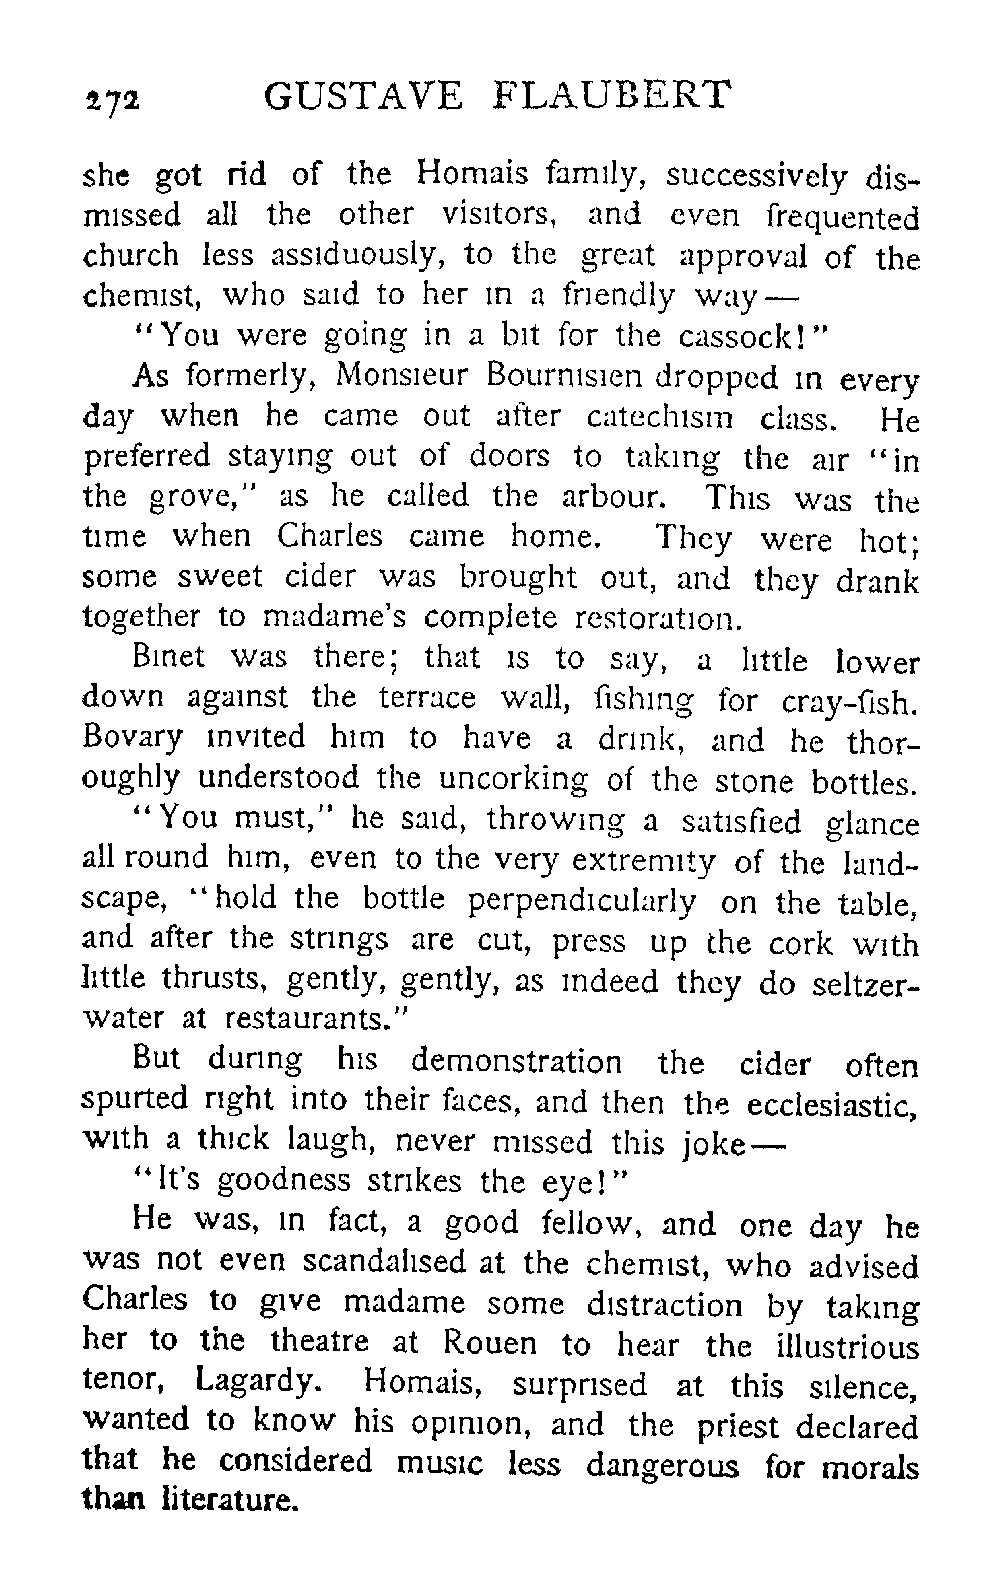 272 GUSTAVE FLAUBERT
she got rid of the Homais family, successively dis-
missed all the other visitors, and even frequented
church less assiduously, to the great approval of the
chemist, who said to her in a friendly way—
"You were going in a bit for the cassock!"
As formerly, Monsieur Bournisien dropped in every
day when he came out after catechism class. He
preferred staying out of doors to taking the air "in
the grove," as he called the arbour. This was the
time when Charles came home. They were hot;
some sweet cider was brought out, and they drank
together to madame's complete restoration.
Binet was there; that is to say, a little lower
down against the terrace wall, fishing for cray-fish.
Bovary invited him to have a drink, and he thor-
oughly understood the uncorking of the stone bottles.
"You must," he said, throwing a satisfied glance
all round him, even to the very extremity of the land-
scape, "hold the bottle perpendicularly on the table,
and after the strings are cut, press up the cork with
little thrusts, gently, gently, as indeed they do seltzer-
water at restaurants."
But during his demonstration the cider often
spurted right into their faces, and then the ecclesiastic,
with a thick laugh, never missed this joke—
"It's goodness strikes the eye!"
He was, in fact, a good fellow, and one day he
was not even scandalised at the chemist, who advised
Charles to give madame some distraction by taking
her to the theatre at Rouen to hear the illustrious
tenor, Lagardy. Homais, surprised at this silence,
wanted to know his opinion, and the priest declared
that he considered music less dangerous for morals
than literature.